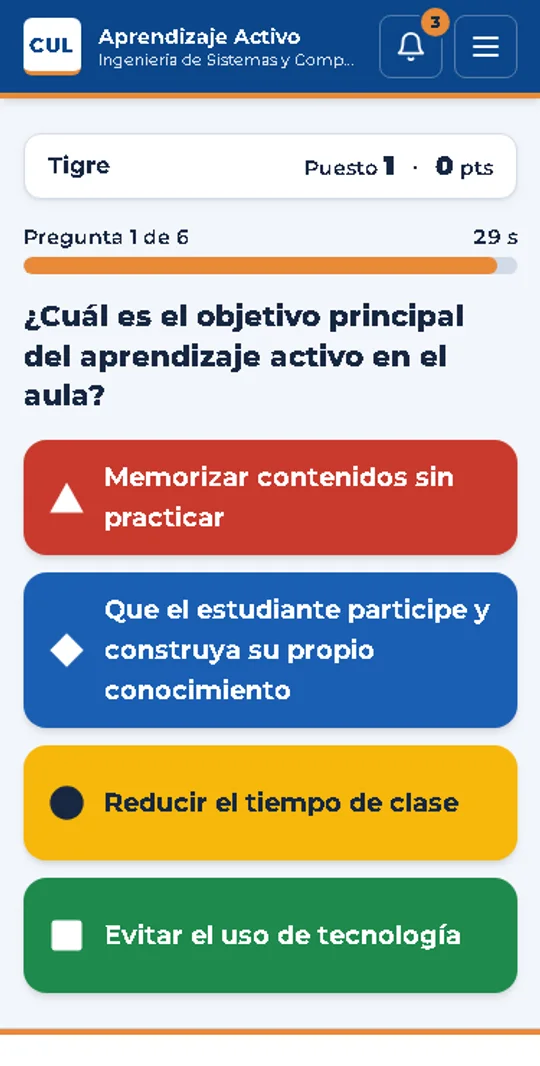 CUL
Aprendizaje Activo
Ingeniería de Sistemas y Comp...
3
Tigre
Puesto 1 · 0 pts
Pregunta 1 de 6
29 s
¿Cuál es el objetivo principal
del aprendizaje activo en el
aula?
Memorizar contenidos sin
practicar
Que el estudiante participe y
construya su propio
conocimiento
Reducir el tiempo de clase
Evitar el uso de tecnología